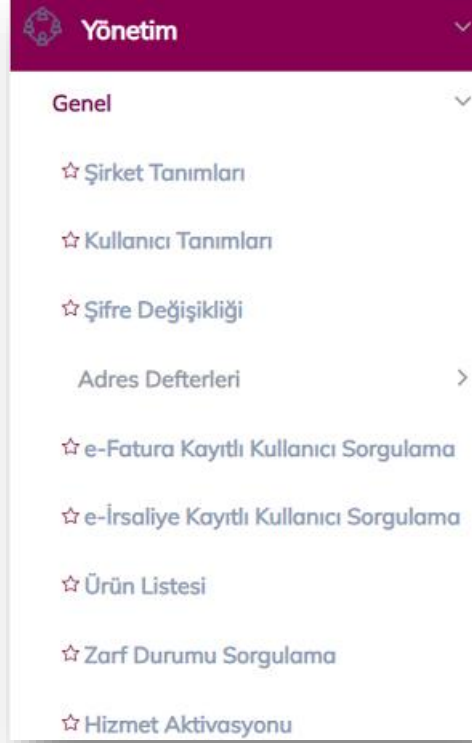 Yönetim
Genel
Şirket Tanımları
Kullanıcı Tanımları
Şifre Değişikliği
Adres Defterleri
e-Fatura Kayıtlı Kullanıcı Sorgulama
e-İrsaliye Kayıtlı Kullanıcı Sorgulama
Ürün Listesi
Zarf Durumu Sorgulama
Hizmet Aktivasyonu